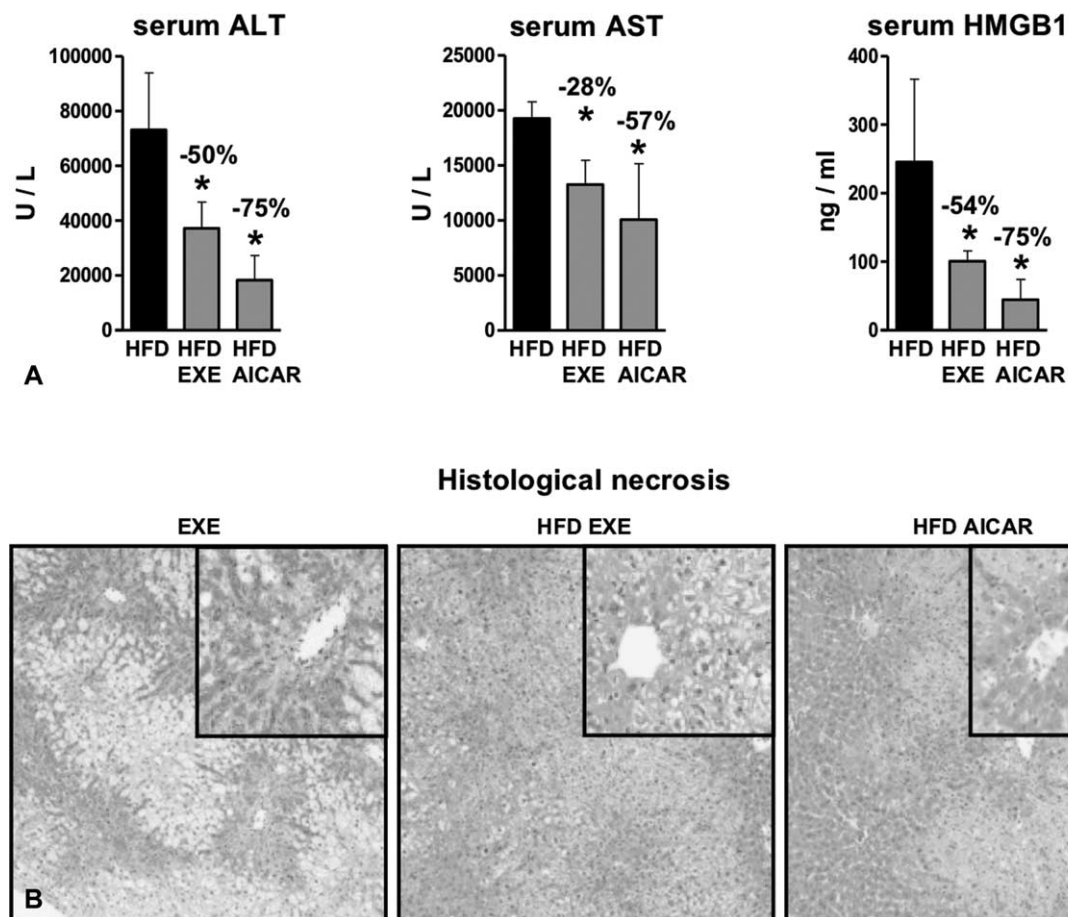 serum ALT
100000
80000
60000
40000
20000
0
U / L
-50%
*
-75%
*
HFD HFD HFD
EXE AICAR
serum AST
25000
20000
15000
10000
5000
0
U / L
-28%
*
-57%
*
HFD HFD HFD
EXE AICAR
serum HMGB1
400
300
200
100
0
ng / ml
-54%
*
-75%
*
HFD HFD HFD
EXE AICAR
A
Histological necrosis
EXE HFD EXE HFD AICAR
B